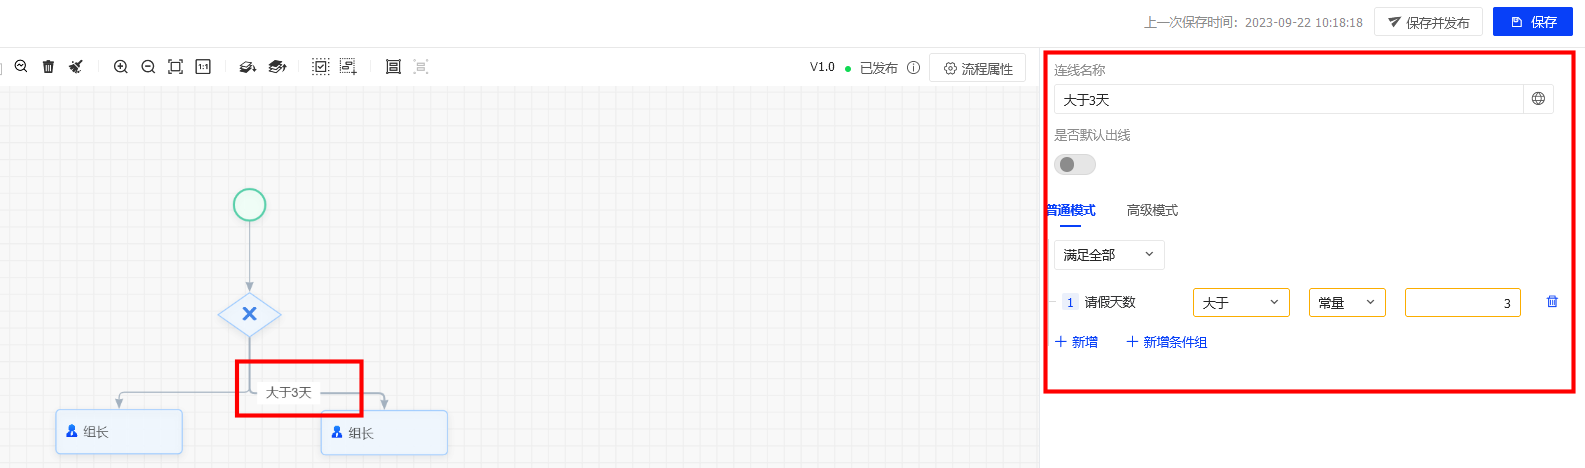 上一次保存时间：2023-09-22 10:18:18 保存并发布 保存
1:1 V1.0 已发布 流程属性
连线名称
大于3天
是否默认出线
普通模式 高级模式
满足全部
1 请假天数 大于 常量 3
新增 新增条件组
大于3天
组长 组长